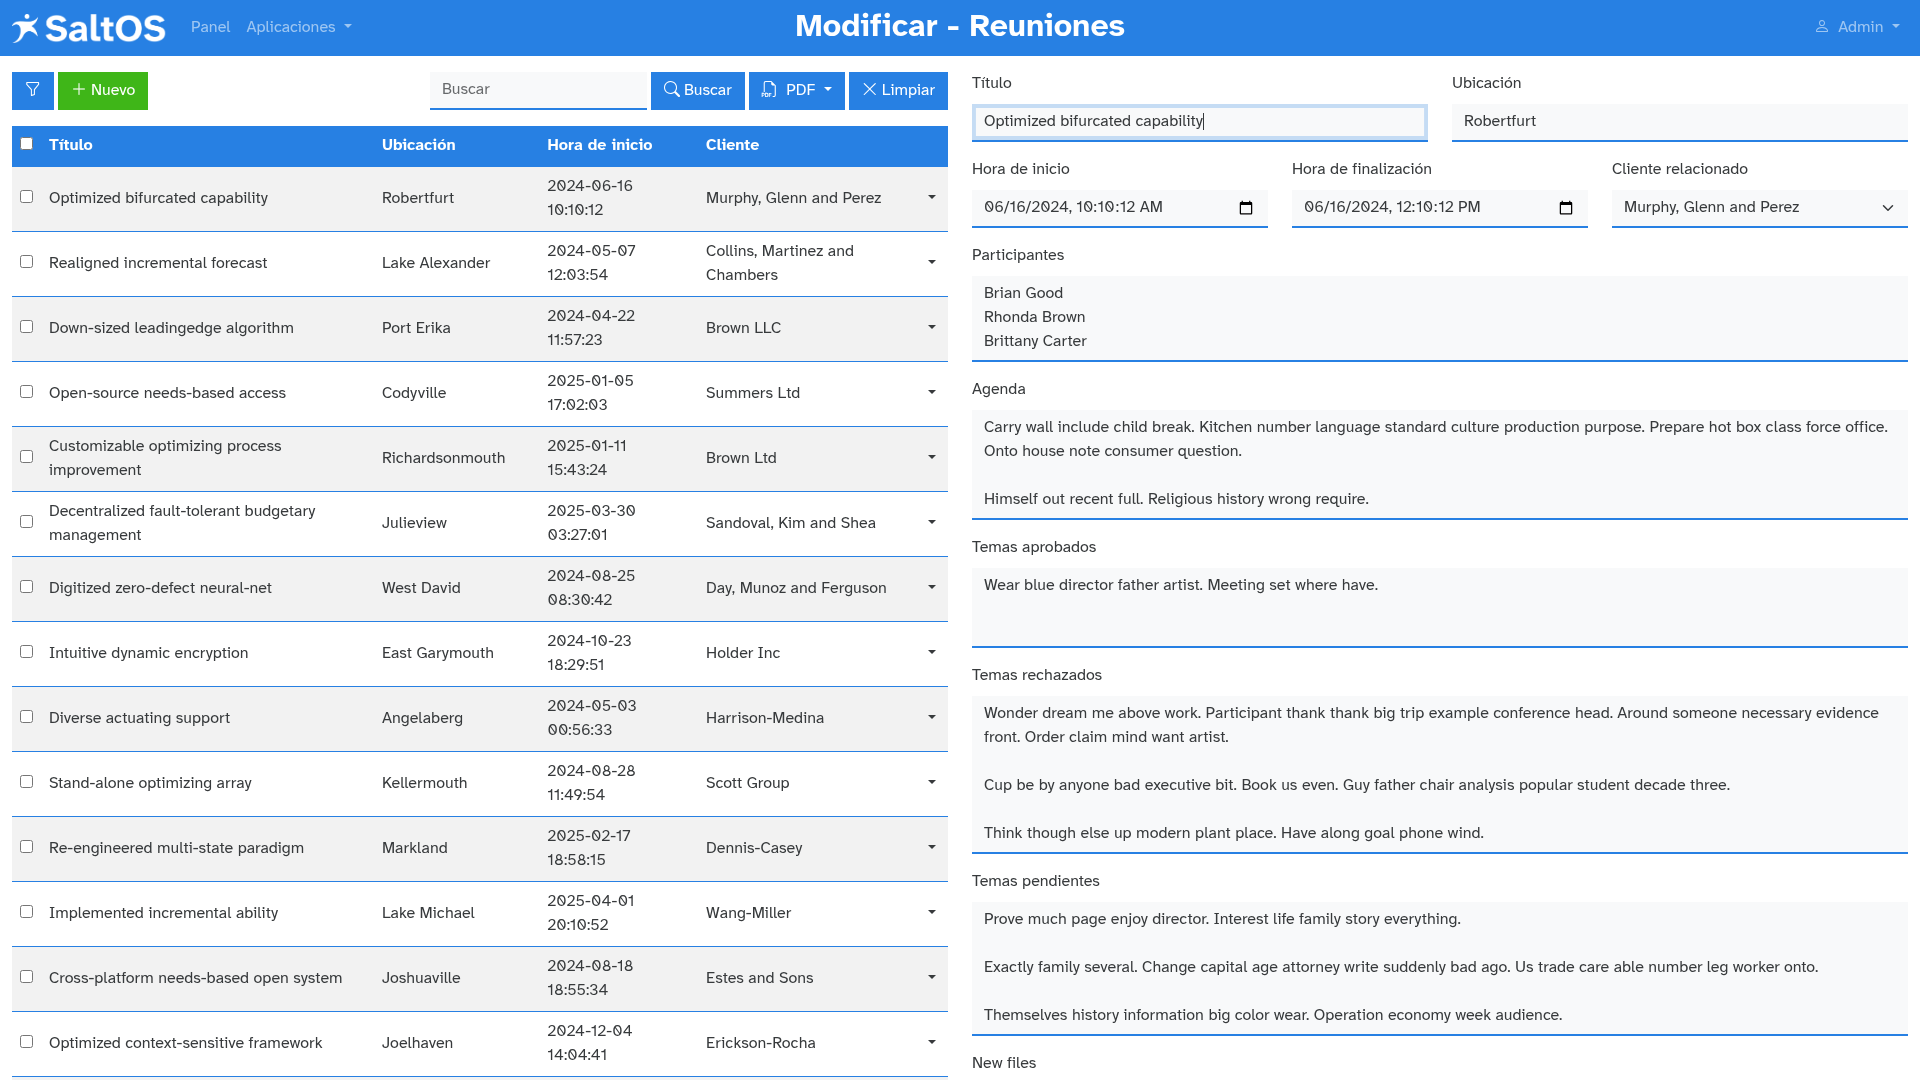 SaltOS
Panel
Aplicaciones
Modificar - Reuniones
Admin
Nuevo
Buscar
Buscar
PDF
Limpiar
Título Ubicación Hora de inicio Cliente
Optimized bifurcated capability Robertfurt 2024-06-16 10:10:12 Murphy, Glenn and Perez
Realigned incremental forecast Lake Alexander 2024-05-07 12:03:54 Collins, Martinez and Chambers
Down-sized leadingedge algorithm Port Erika 2024-04-22 11:57:23 Brown LLC
Open-source needs-based access Codyville 2025-01-05 17:02:03 Summers Ltd
Customizable optimizing process improvement Richardsonmouth 2025-01-11 15:43:24 Brown Ltd
Decentralized fault-tolerant budgetary management Julieview 2025-03-30 03:27:01 Sandoval, Kim and Shea
Digitized zero-defect neural-net West David 2024-08-25 08:30:42 Day, Munoz and Ferguson
Intuitive dynamic encryption East Garymouth 2024-10-23 18:29:51 Holder Inc
Diverse actuating support Angelaberg 2024-05-03 00:56:33 Harrison-Medina
Stand-alone optimizing array Kellermouth 2024-08-28 11:49:54 Scott Group
Re-engineered multi-state paradigm Markland 2025-02-17 18:58:15 Dennis-Casey
Implemented incremental ability Lake Michael 2025-04-01 20:10:52 Wang-Miller
Cross-platform needs-based open system Joshuaville 2024-08-18 18:55:34 Estes and Sons
Optimized context-sensitive framework Joelhaven 2024-12-04 14:04:41 Erickson-Rocha
Título
Optimized bifurcated capability
Ubicación
Robertfurt
Hora de inicio
06/16/2024, 10:10:12 AM
Hora de finalización
06/16/2024, 12:10:12 PM
Cliente relacionado
Murphy, Glenn and Perez
Participantes
Brian Good
Rhonda Brown
Brittany Carter
Agenda
Carry wall include child break. Kitchen number language standard culture production purpose. Prepare hot box class force office.
Onto house note consumer question.
Himself out recent full. Religious history wrong require.
Temas aprobados
Wear blue director father artist. Meeting set where have.
Temas rechazados
Wonder dream me above work. Participant thank thank big trip example conference head. Around someone necessary evidence
front. Order claim mind want artist.
Cup be by anyone bad executive bit. Book us even. Guy father chair analysis popular student decade three.
Think though else up modern plant place. Have along goal phone wind.
Temas pendientes
Prove much page enjoy director. Interest life family story everything.
Exactly family several. Change capital age attorney write suddenly bad ago. Us trade care able number leg worker onto.
Themselves history information big color wear. Operation economy week audience.
New files